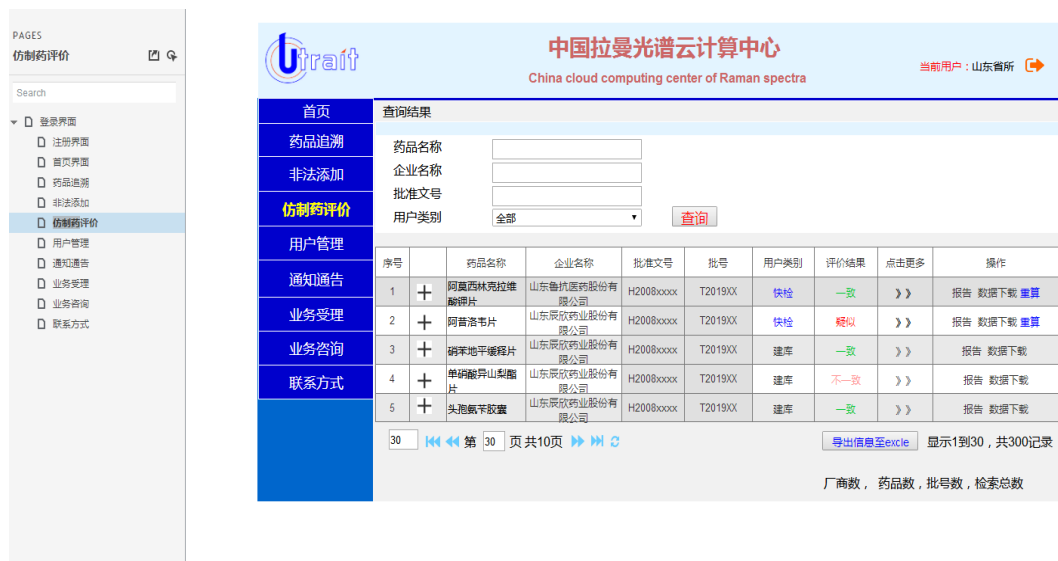 PAGES
仿制药评价
Search
登录界面
注册界面
首页界面
药品追溯
非法添加
仿制药评价
用户管理
通知通告
业务受理
业务咨询
联系方式
Utrait
中国拉曼光谱云计算中心
China cloud computing center of Raman spectra
当前用户：山东省所
首页
药品追溯
非法添加
仿制药评价
用户管理
通知通告
业务受理
业务咨询
联系方式
查询结果
药品名称
企业名称
批准文号
用户类别 全部 查询
序号 药品名称 企业名称 批准文号 批号 用户类别 评价结果 点击更多 操作
1 阿莫西林克拉维酸钾片 山东鲁抗医药股份有限公司 H2008xxxx T2019XX 快检 一致 》》 报告 数据下载 重算
2 阿昔洛韦片 山东辰欣药业股份有限公司 H2008xxxx T2019XX 快检 疑似 》》 报告 数据下载 重算
3 硝苯地平缓释片 山东辰欣药业股份有限公司 H2008xxxx T2019XX 建库 一致 》》 报告 数据下载
4 单硝酸异山梨酯片 山东辰欣药业股份有限公司 H2008xxxx T2019XX 建库 不一致 》》 报告 数据下载
5 头孢氨苄胶囊 山东辰欣药业股份有限公司 H2008xxxx T2019XX 建库 一致 》》 报告 数据下载
30 第 30 页 共10页 导出信息至excle 显示1到30，共300记录
厂商数， 药品数，批号数，检索总数